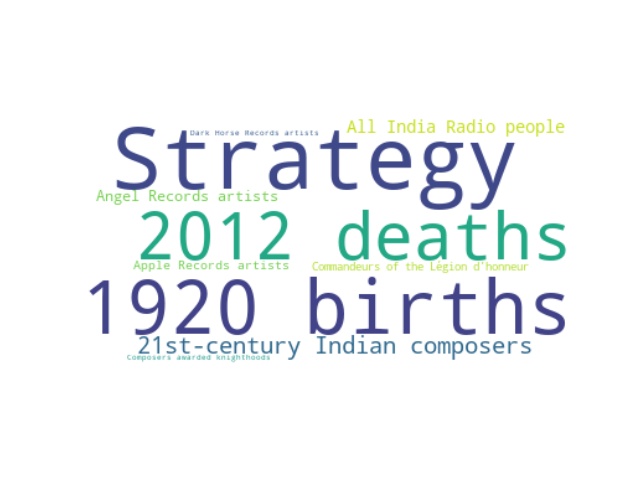 Dark Horse Records artists
All India Radio people
Strategy
Angel Records artists
2012 deaths
Apple Records artists
Commandeurs of the Légion d'honneur
1920 births
21st-century Indian composers
Composers awarded knighthoods